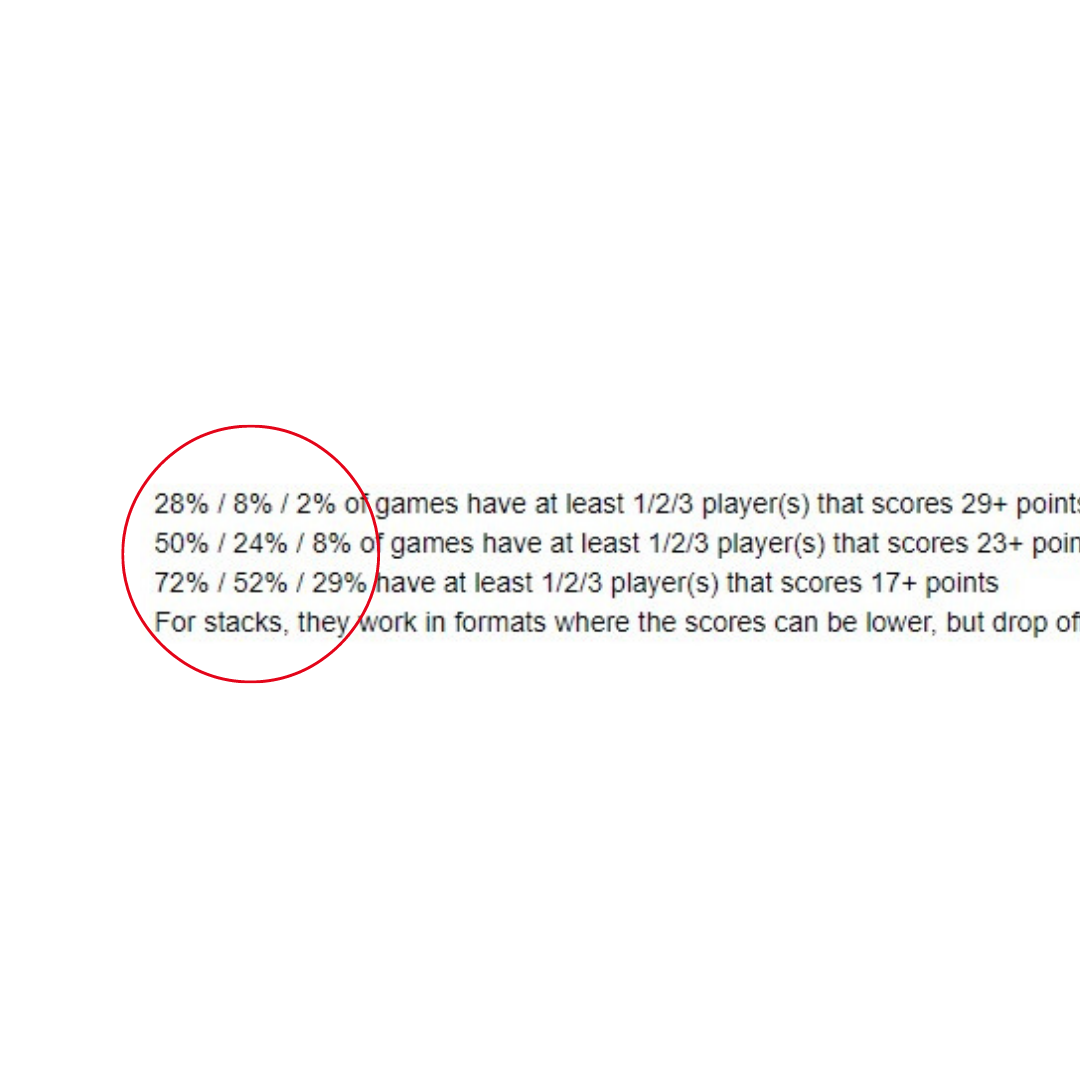 28% / 8% / 2% of games have at least 1/2/3 player(s) that scores 29+ points
50% / 24% / 8% of games have at least 1/2/3 player(s) that scores 23+ poin
72% / 52% / 29% have at least 1/2/3 player(s) that scores 17+ points
For stacks, they work in formats where the scores can be lower, but drop off